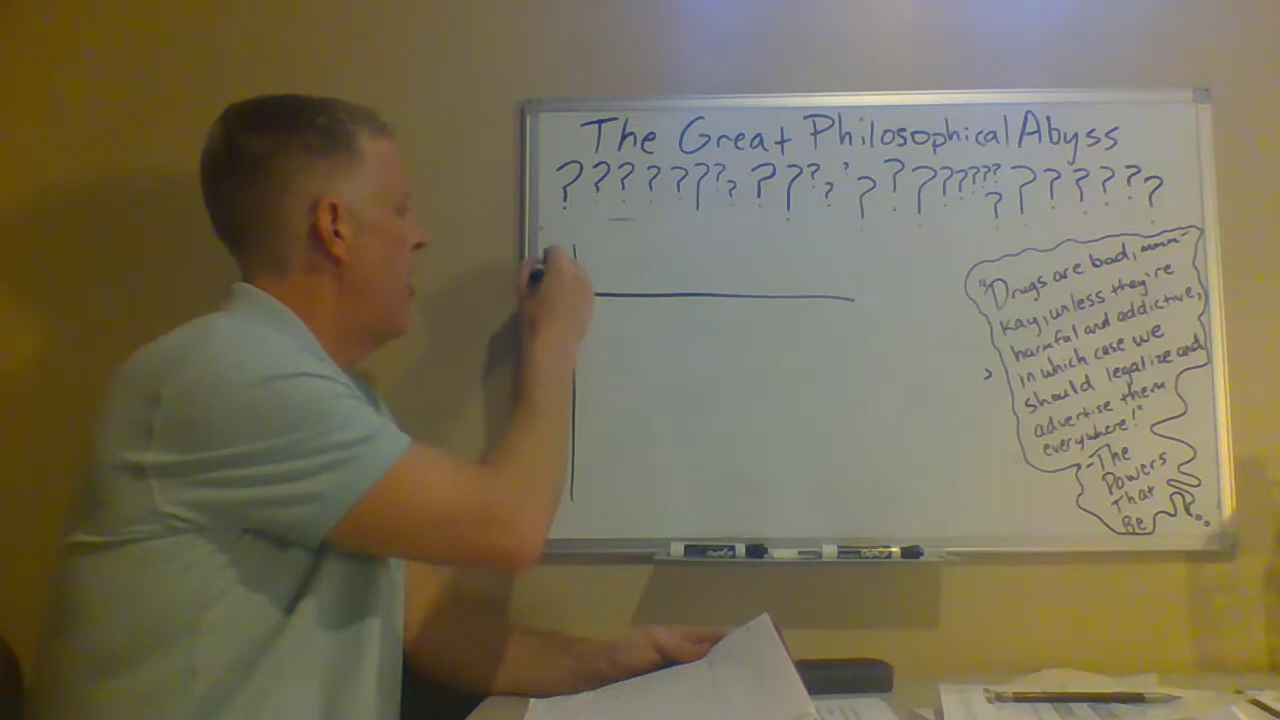 The Great Philosophical Abyss
????????????'???????????????????
"Drugs are bad, mmm-
kay, unless they're
harmful and addictive,
in which case we
should legalize and
advertise them
everywhere!"
-The
Powers
That
Be